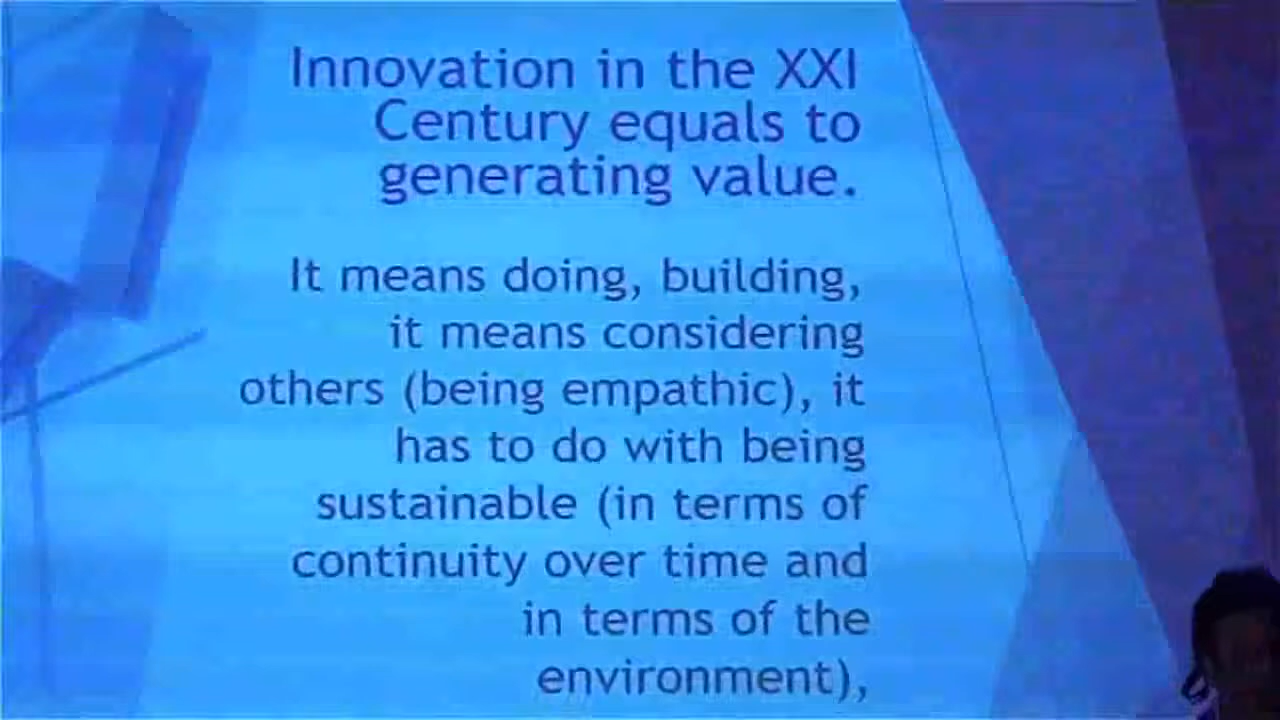 Innovation in the XXI
Century equals to
generating value.
It means doing, building,
it means considering
others (being empathic), it
has to do with being
sustainable (in terms of
continuity over time and
in terms of the
environment),